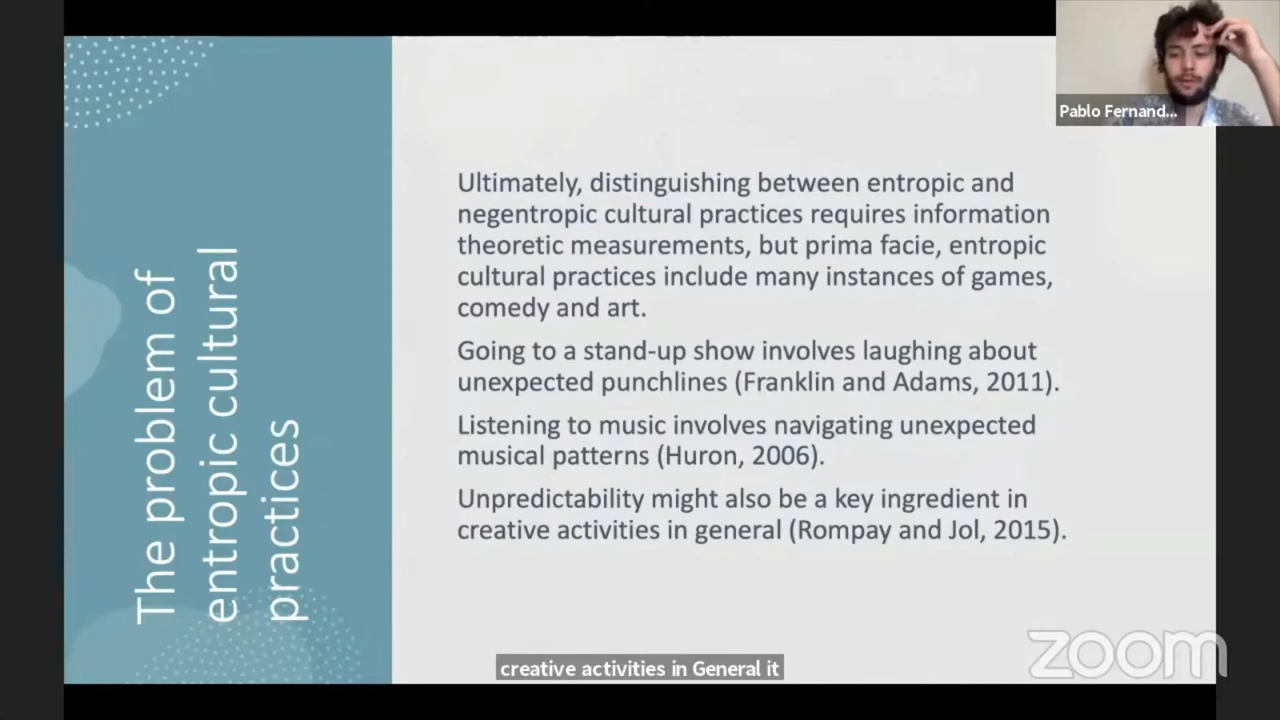 The problem of
entropic cultural
practices
Ultimately, distinguishing between entropic and
negentropic cultural practices requires information
theoretic measurements, but prima facie, entropic
cultural practices include many instances of games,
comedy and art.
Going to a stand-up show involves laughing about
unexpected punchlines (Franklin and Adams, 2011).
Listening to music involves navigating unexpected
musical patterns (Huron, 2006).
Unpredictability might also be a key ingredient in
creative activities in general (Rompay and Jol, 2015).
Pablo Fernand...
creative activities in General it
zoom